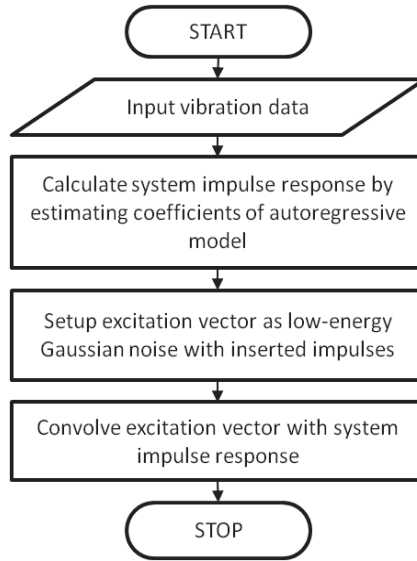 START
Input vibration data
Calculate system impulse response by
estimating coefficients of autoregressive
model
Setup excitation vector as low-energy
Gaussian noise with inserted impulses
Convolve excitation vector with system
impulse response
STOP